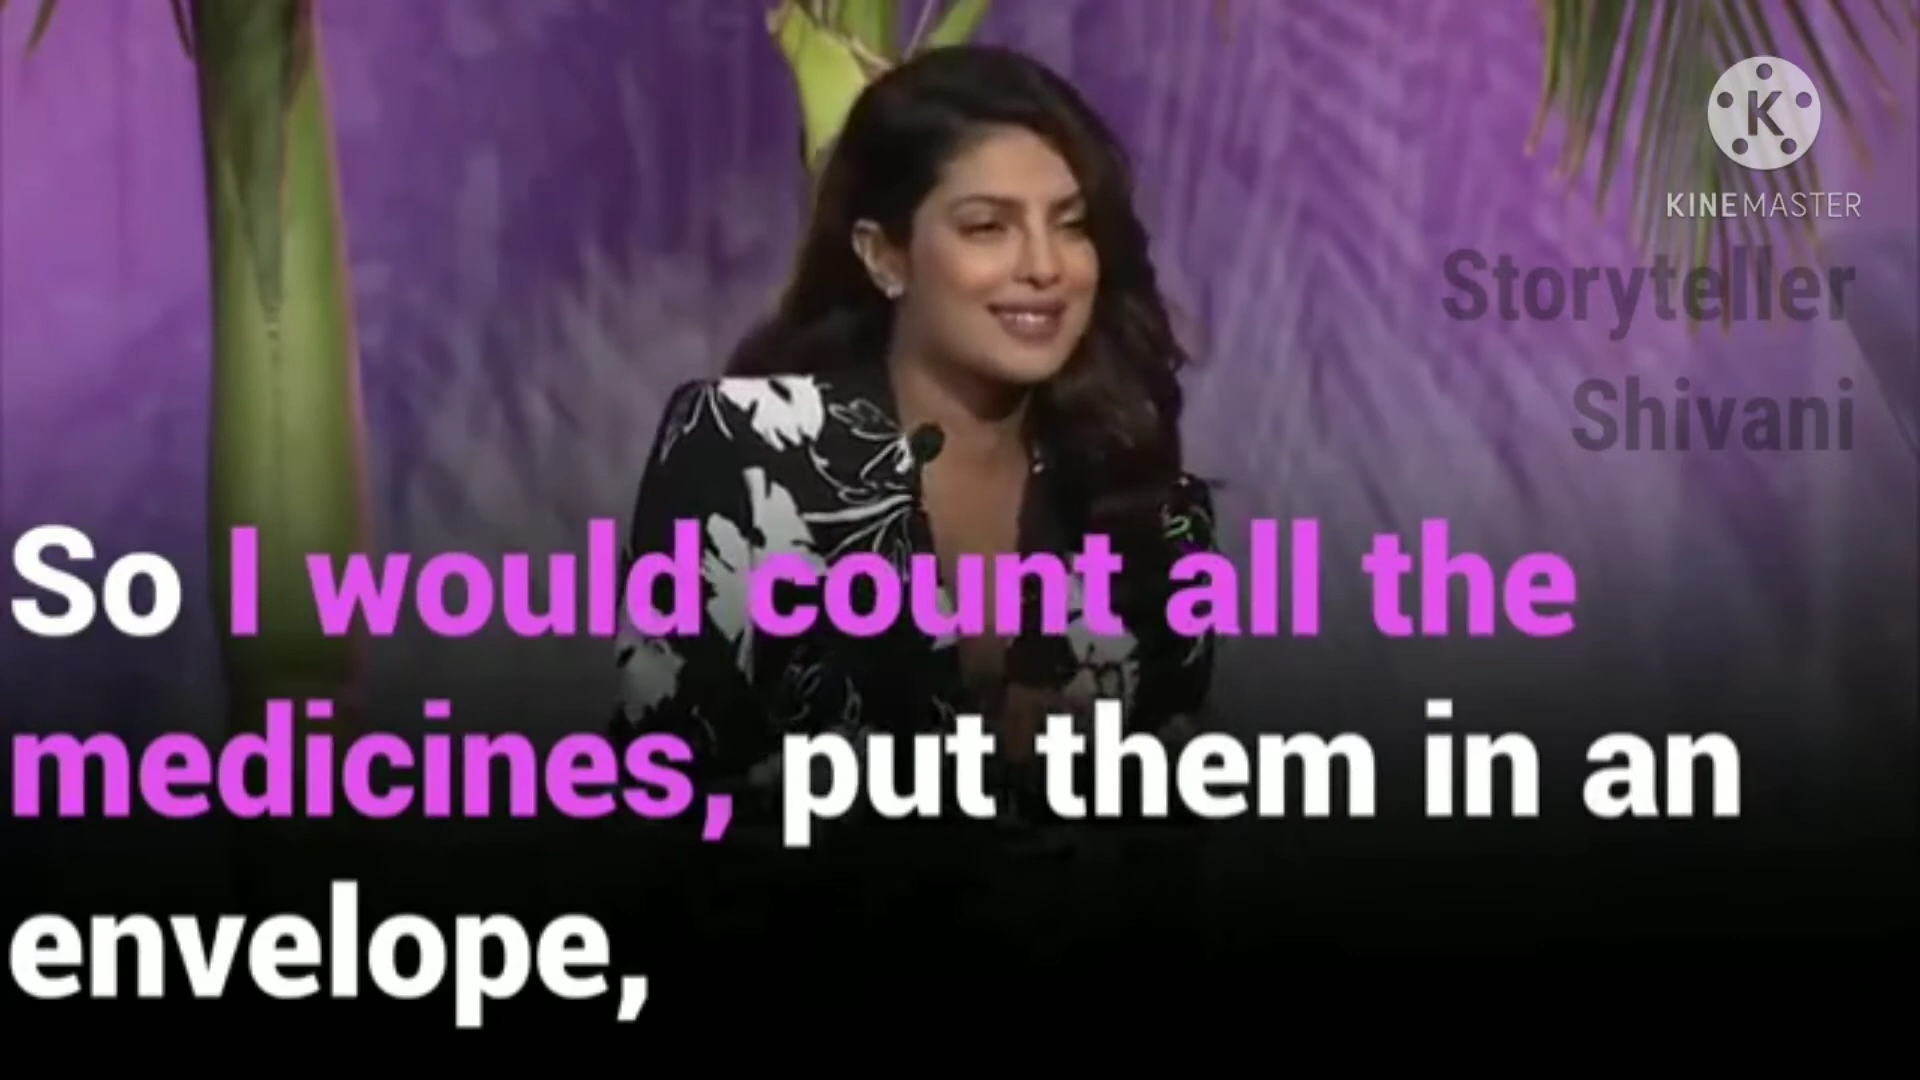 K
KINEMASTER
Storyteller
Shivani
So I would count all the
medicines, put them in an
envelope,